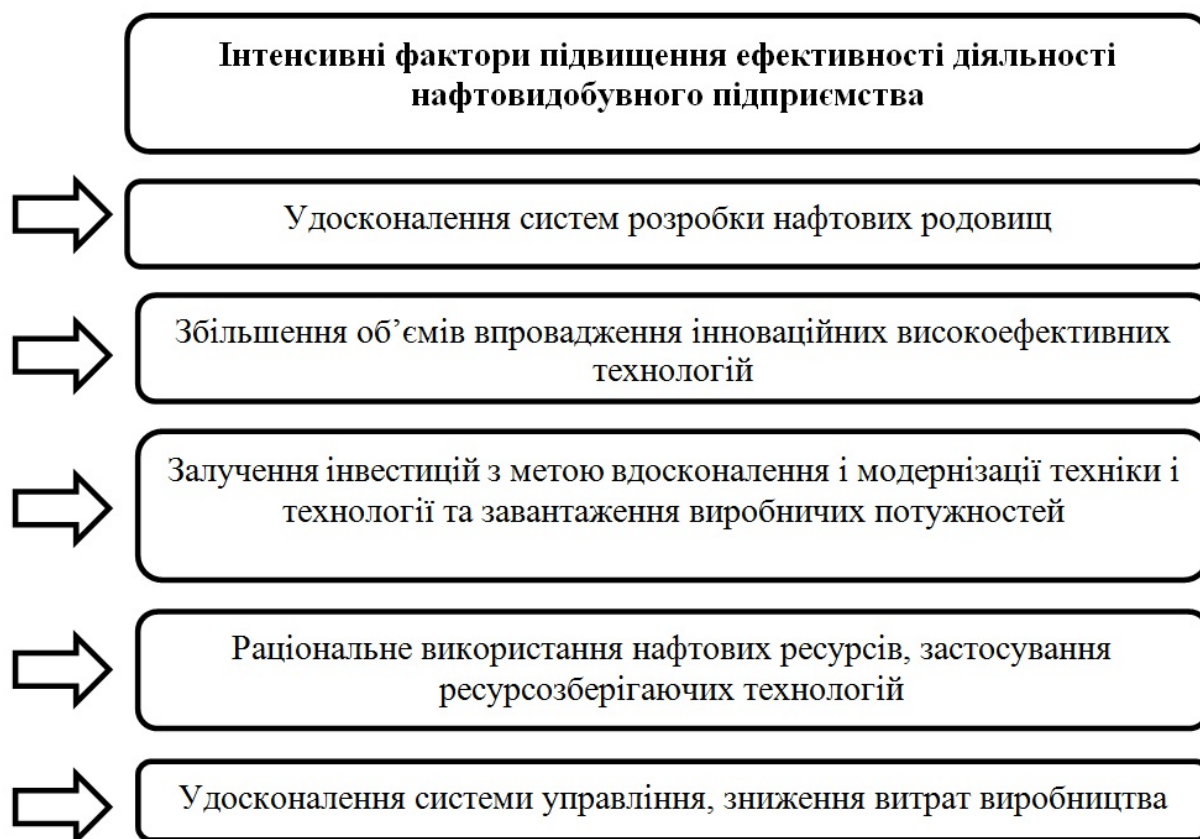 Інтенсивні фактори підвищення ефективності діяльності
нафтовидобувного підприємства
Удосконалення систем розробки нафтових родовищ
Збільшення об’ємів впровадження інноваційних високоефективних
технологій
Залучення інвестицій з метою вдосконалення і модернізації техніки і
технології та завантаження виробничих потужностей
Раціональне використання нафтових ресурсів, застосування
ресурсозберігаючих технологій
Удосконалення системи управління, зниження витрат виробництва